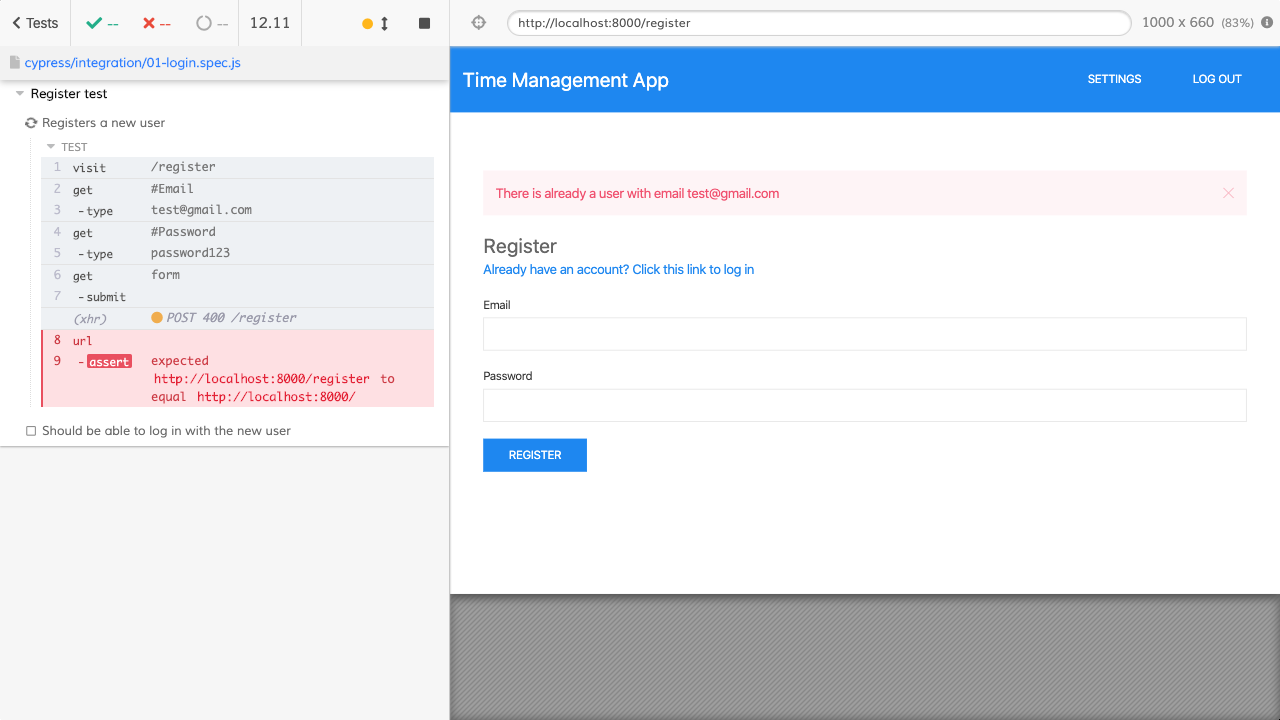 Tests -- -- -- 12.11
http://localhost:8000/register 1000 x 660 (83%)
cypress/integration/01-login.spec.js
Register test
Registers a new user
TEST
1 visit /register
2 get #Email
3 -type test@gmail.com
4 get #Password
5 -type password123
6 get form
7 -submit
(xhr) POST 400 /register
8 url
9 -assert expected
http://localhost:8000/register to
equal http://localhost:8000/
Should be able to log in with the new user
Time Management App SETTINGS LOG OUT
There is already a user with email test@gmail.com
Register
Already have an account? Click this link to log in
Email
Password
REGISTER